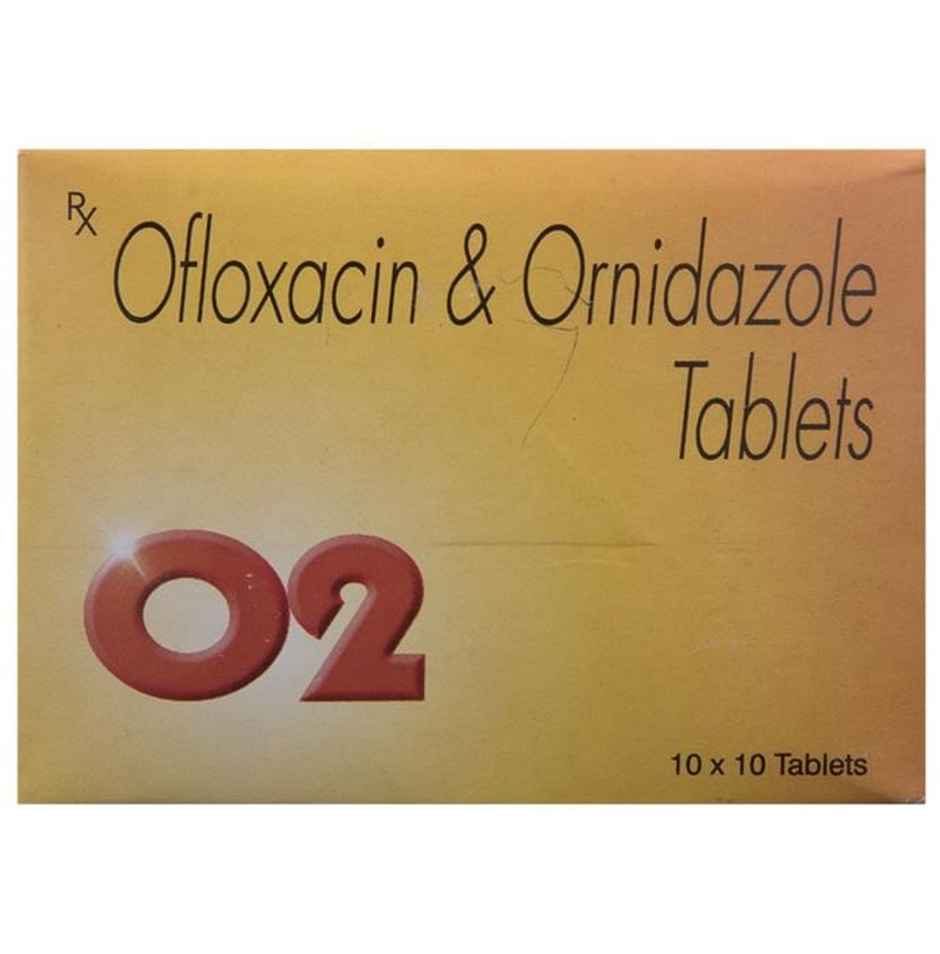 Rx Ofloxacin & Ornidazole
Tablets
O2
10 x 10 Tablets